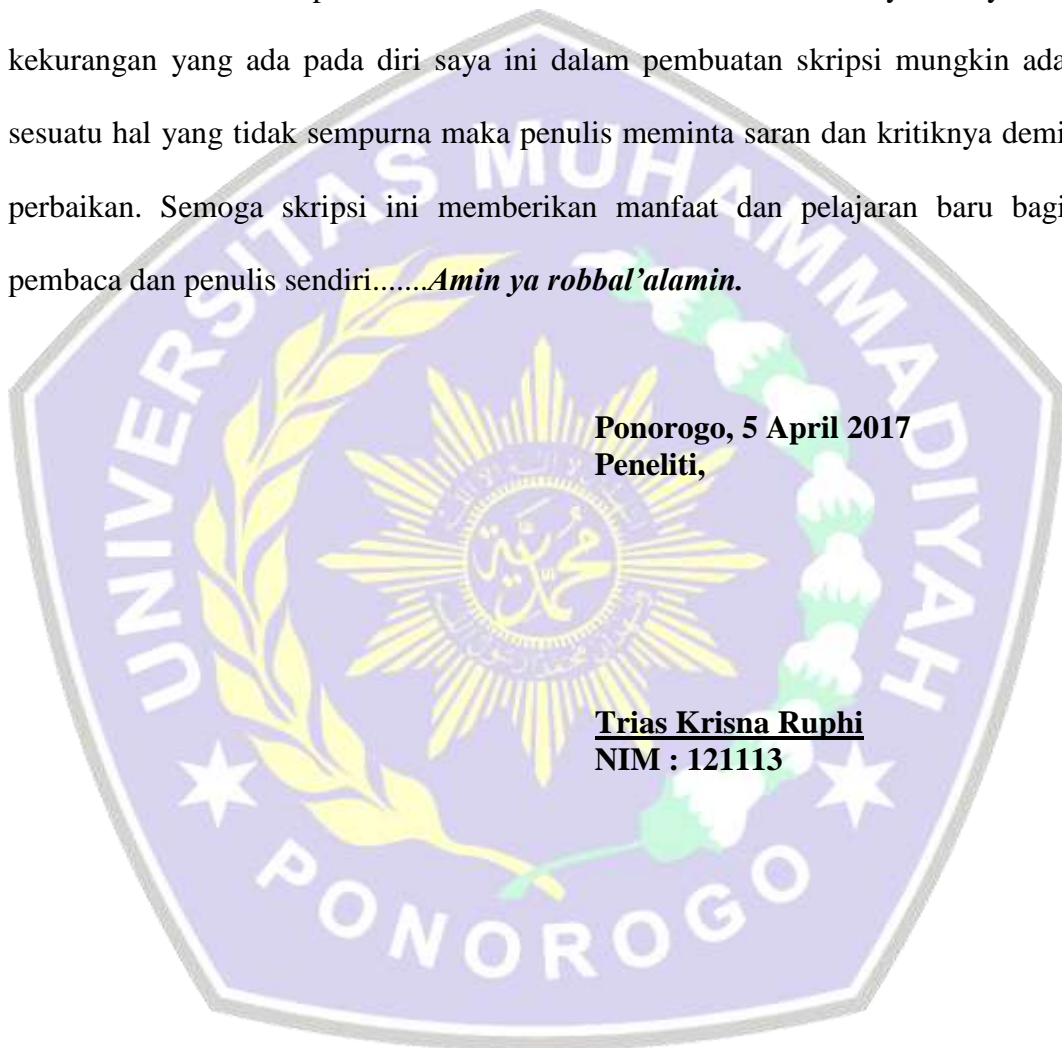 kekurangan yang ada pada diri saya ini dalam pembuatan skripsi mungkin ada
sesuatu hal yang tidak sempurna maka penulis meminta saran dan kritiknya demi
perbaikan. Semoga skripsi ini memberikan manfaat dan pelajaran baru bagi
pembaca dan penulis sendiri.......Amin ya robbal’alamin.
Ponorogo, 5 April 2017
Peneliti,
Trias Krisna Ruphi
NIM : 121113
UNIVERSITAS MUHAMMADIYAH
PONOROGO
محمدية